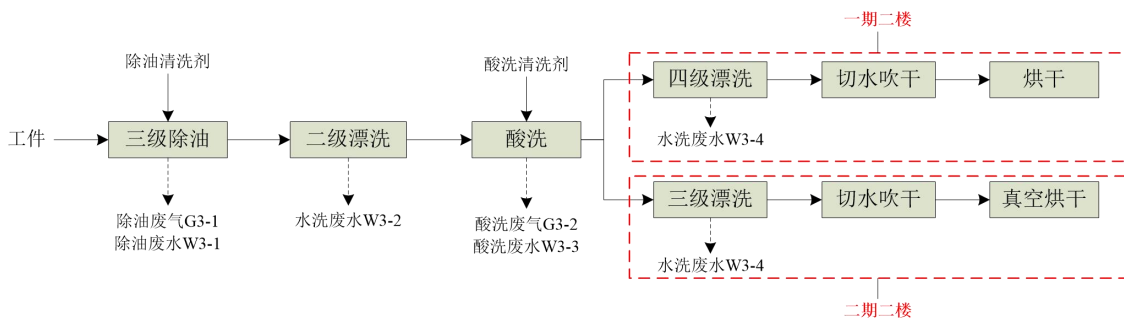 一期二楼
除油清洗剂
酸洗清洗剂
四级漂洗
切水吹干
烘干
水洗废水W3-4
工件
三级除油
二级漂洗
酸洗
除油废气G3-1
除油废水W3-1
水洗废水W3-2
酸洗废气G3-2
酸洗废水W3-3
三级漂洗
切水吹干
真空烘干
水洗废水W3-4
二期二楼